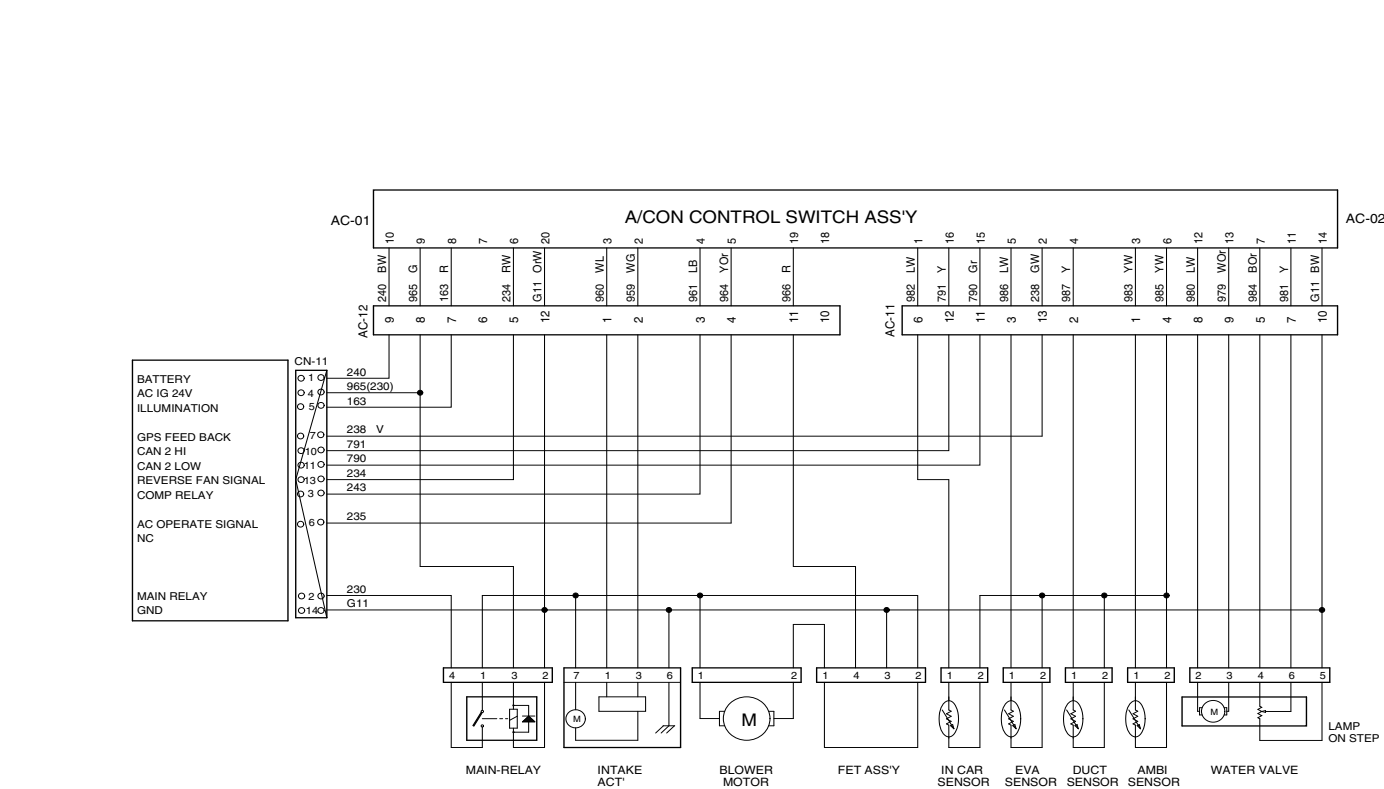 A/CON CONTROL SWITCH ASS'Y
AC-01
AC-02
10 9 8 7 6 20 3 2 4 5 19 18 1 16 15 5 2 4 3 6 12 13 7 11 14
BW G R RW OrW WL WG LB YOr R LW Y Gr LW GW Y YW YW LW WOr BOr Y BW
240 965 163 234 G11 960 959 961 964 966 982 791 790 986 238 987 983 985 980 979 984 981 G11
AC-12
9 8 7 6 5 12 1 2 3 4 11 10
AC-11
6 12 11 3 13 2 1 4 8 9 5 7 10
CN-11
BATTERY 1 240
AC IG 24V 4 965(230)
ILLUMINATION 5 163
GPS FEED BACK 7 238 V
CAN 2 HI 10 791
CAN 2 LOW 11 790
REVERSE FAN SIGNAL 13 234
COMP RELAY 3 243
AC OPERATE SIGNAL 6 235
NC
MAIN RELAY 2 230
GND 14 G11
4 1 3 2
7 1 3 6
1 2
1 4 3 2
1 2
1 2
1 2
1 2
2 3 4 6 5
M
M
M
LAMP
ON STEP
MAIN-RELAY
INTAKE
ACT'
BLOWER
MOTOR
FET ASS'Y
IN CAR
SENSOR
EVA
SENSOR
DUCT
SENSOR
AMBI
SENSOR
WATER VALVE